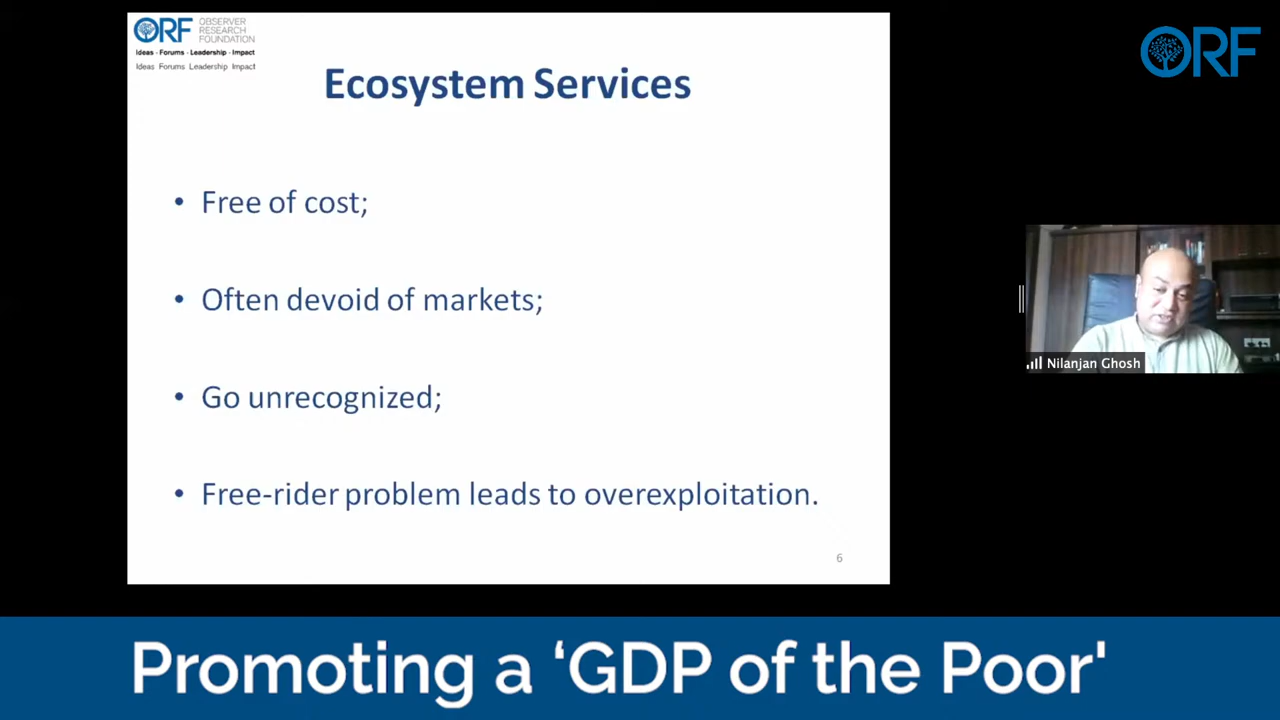 ORF
OBSERVER
RESEARCH
FOUNDATION
Ideas · Forums · Leadership · Impact
Ideas Forums Leadership Impact
ORF
Ecosystem Services
• Free of cost;
• Often devoid of markets;
• Go unrecognized;
• Free-rider problem leads to overexploitation.
6
Nilanjan Ghosh
Promoting a ‘GDP of the Poor'